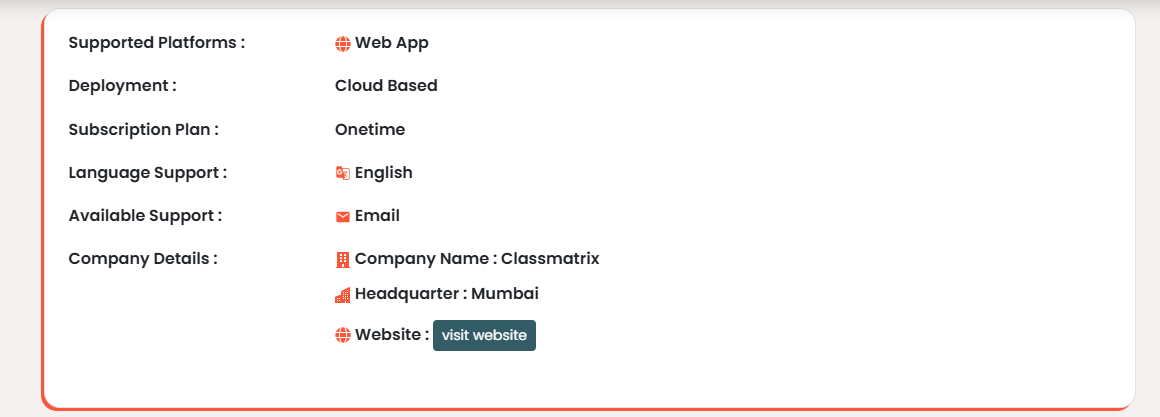 Supported Platforms : Web App
Deployment : Cloud Based
Subscription Plan : Onetime
Language Support : English
Available Support : Email
Company Details : Company Name : Classmatrix
Headquarter : Mumbai
Website : visit website